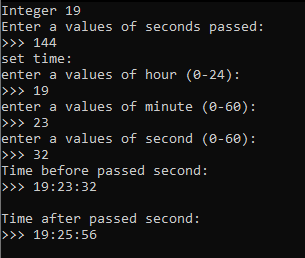 Integer 19
Enter a values of seconds passed:
>>> 144
set time:
enter a values of hour (0-24):
>>> 19
enter a values of minute (0-60):
>>> 23
enter a values of second (0-60):
>>> 32
Time before passed second:
>>> 19:23:32
Time after passed second:
>>> 19:25:56